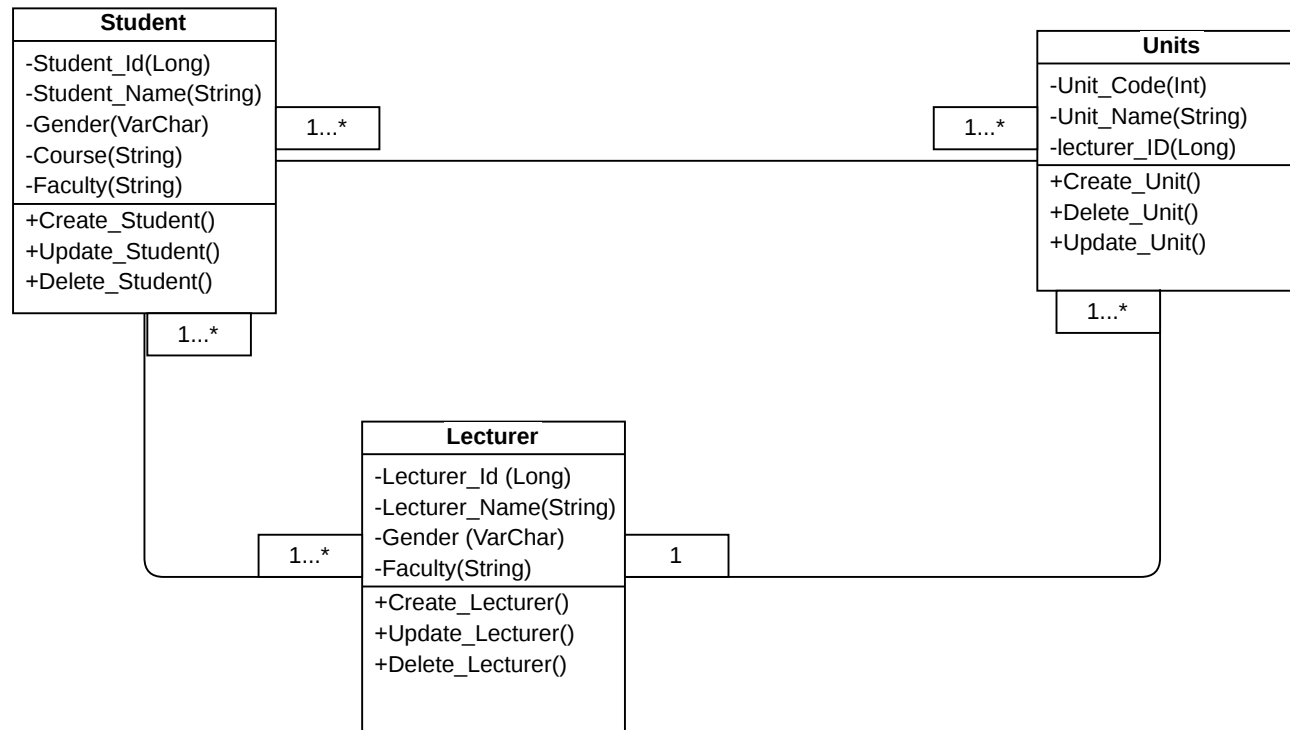 Student
-Student_Id(Long)
-Student_Name(String)
-Gender(VarChar)
-Course(String)
-Faculty(String)
+Create_Student()
+Update_Student()
+Delete_Student()
1...*
1...*
1...*
Units
-Unit_Code(Int)
-Unit_Name(String)
-lecturer_ID(Long)
+Create_Unit()
+Delete_Unit()
+Update_Unit()
1...*
Lecturer
-Lecturer_Id (Long)
-Lecturer_Name(String)
-Gender (VarChar)
-Faculty(String)
+Create_Lecturer()
+Update_Lecturer()
+Delete_Lecturer()
1...*
1